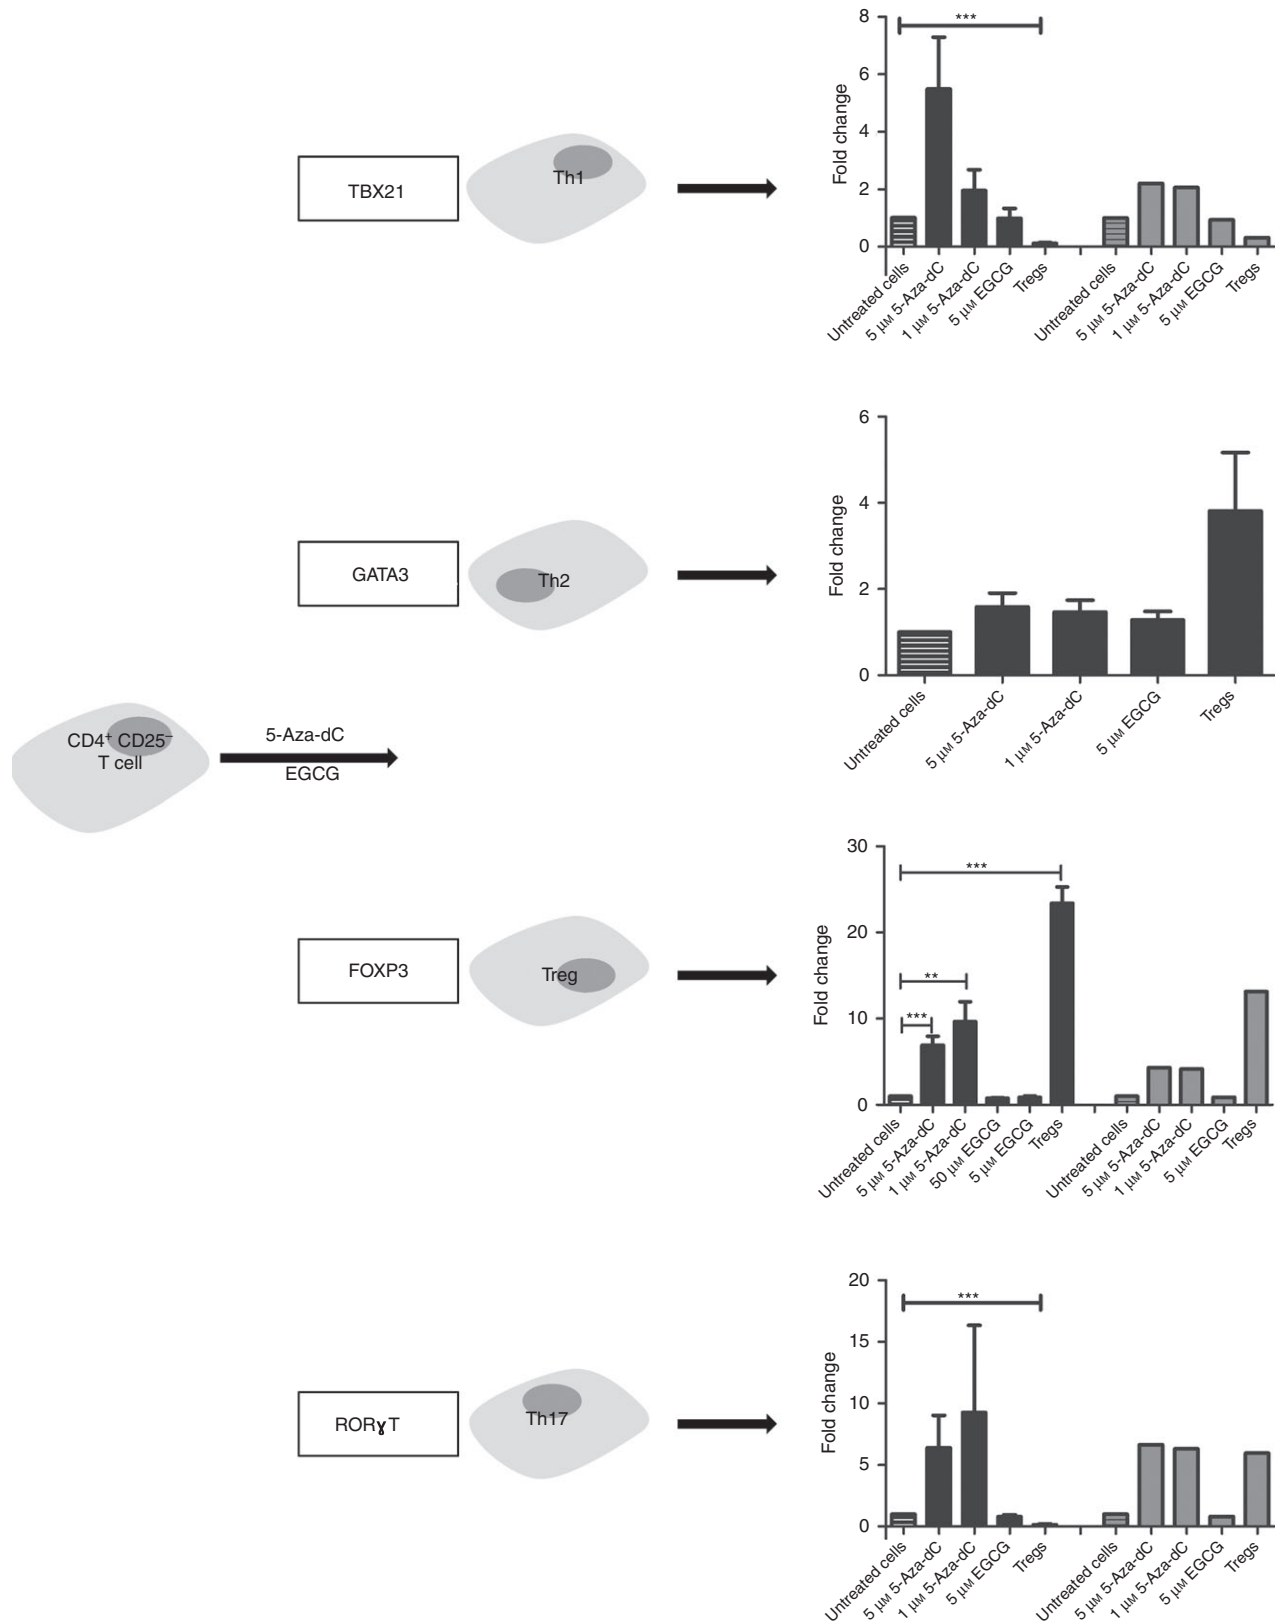 8
***
6
4
2
0
Fold change
TBX21
Th1
Untreated cells
5 µM 5-Aza-dC
1 µM 5-Aza-dC
5 µM EGCG
Tregs
Untreated cells
5 µM 5-Aza-dC
1 µM 5-Aza-dC
5 µM EGCG
Tregs
6
4
2
0
Fold change
GATA3
Th2
Untreated cells
5 µM 5-Aza-dC
1 µM 5-Aza-dC
5 µM EGCG
Tregs
CD4⁺ CD25⁻
T cell
5-Aza-dC
EGCG
30
20
10
0
Fold change
***
**
***
FOXP3
Treg
Untreated cells
5 µM 5-Aza-dC
1 µM 5-Aza-dC
50 µM EGCG
5 µM EGCG
Tregs
Untreated cells
5 µM 5-Aza-dC
1 µM 5-Aza-dC
5 µM EGCG
Tregs
20
15
10
5
0
Fold change
***
RORɣT
Th17
Untreated cells
5 µM 5-Aza-dC
1 µM 5-Aza-dC
5 µM EGCG
Tregs
Untreated cells
5 µM 5-Aza-dC
1 µM 5-Aza-dC
5 µM EGCG
Tregs